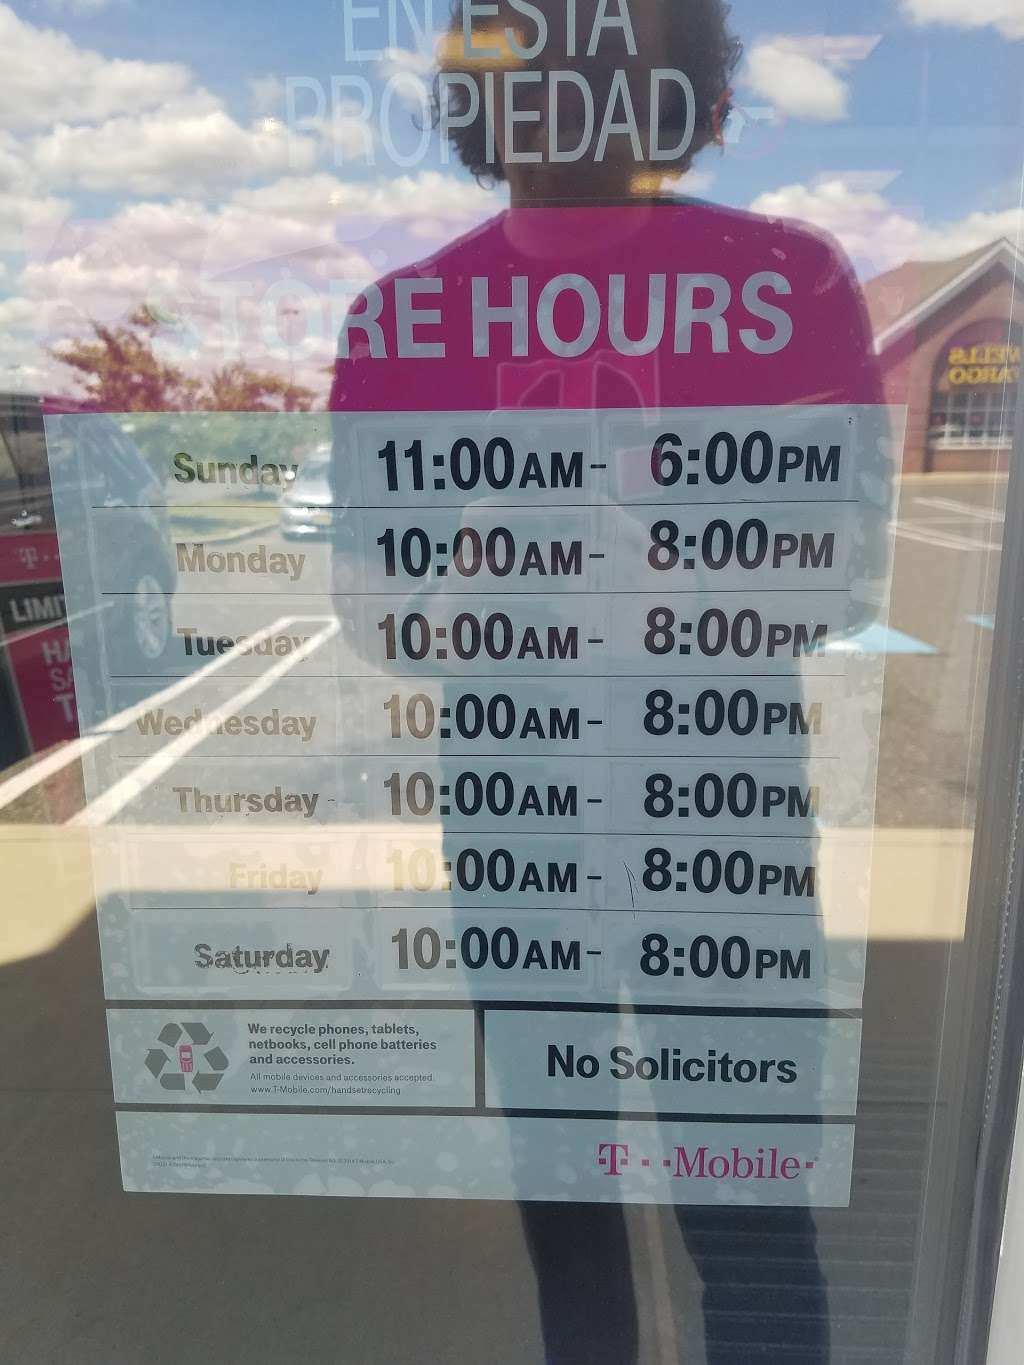 EN ESTA
PROPIEDAD
STORE HOURS
Sunday 11:00AM- 6:00PM
Monday 10:00AM- 8:00PM
Tuesday 10:00AM- 8:00PM
Wednesday 10:00AM- 8:00PM
Thursday 10:00AM- 8:00PM
Friday 10:00AM- 8:00PM
Saturday 10:00AM- 8:00PM
We recycle phones, tablets,
netbooks, cell phone batteries
and accessories.
All mobile devices and accessories accepted.
www.T-Mobile.com/handsetrecycling
No Solicitors
T··Mobile·
WELLS
FARGO
T··
LIMI
HA
SA
T